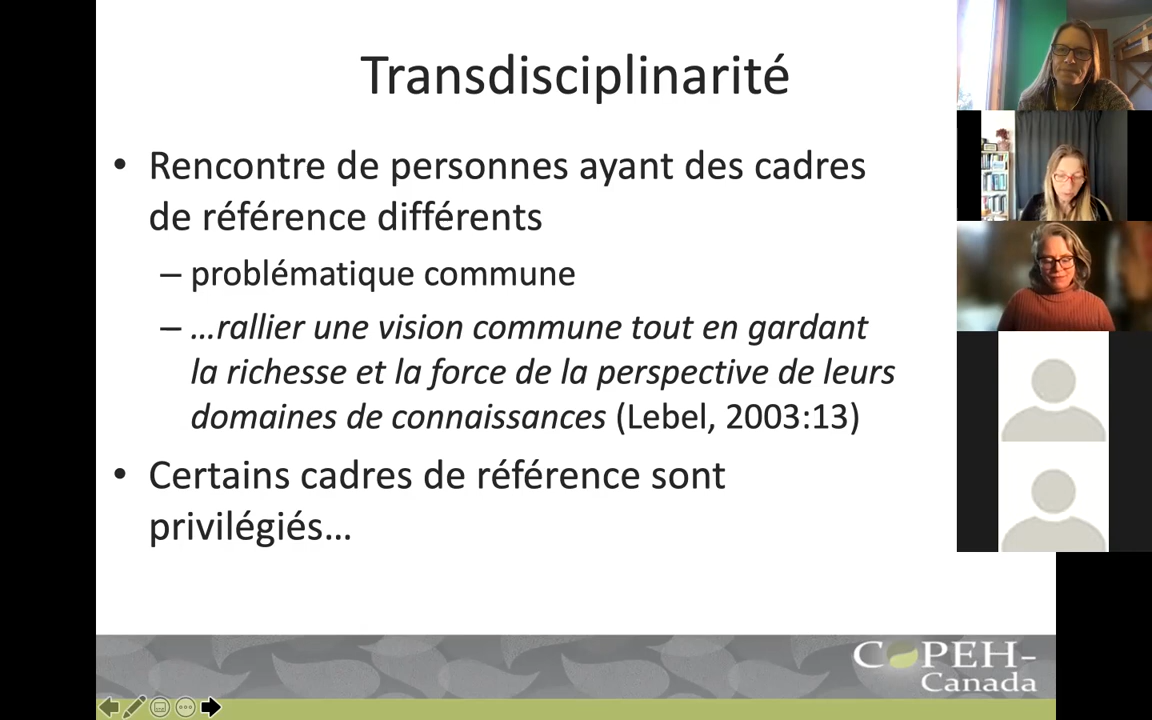 Transdisciplinarité
• Rencontre de personnes ayant des cadres
de référence différents
– problématique commune
– …rallier une vision commune tout en gardant
la richesse et la force de la perspective de leurs
domaines de connaissances (Lebel, 2003:13)
• Certains cadres de référence sont
privilégiés…
COPEH-
Canada